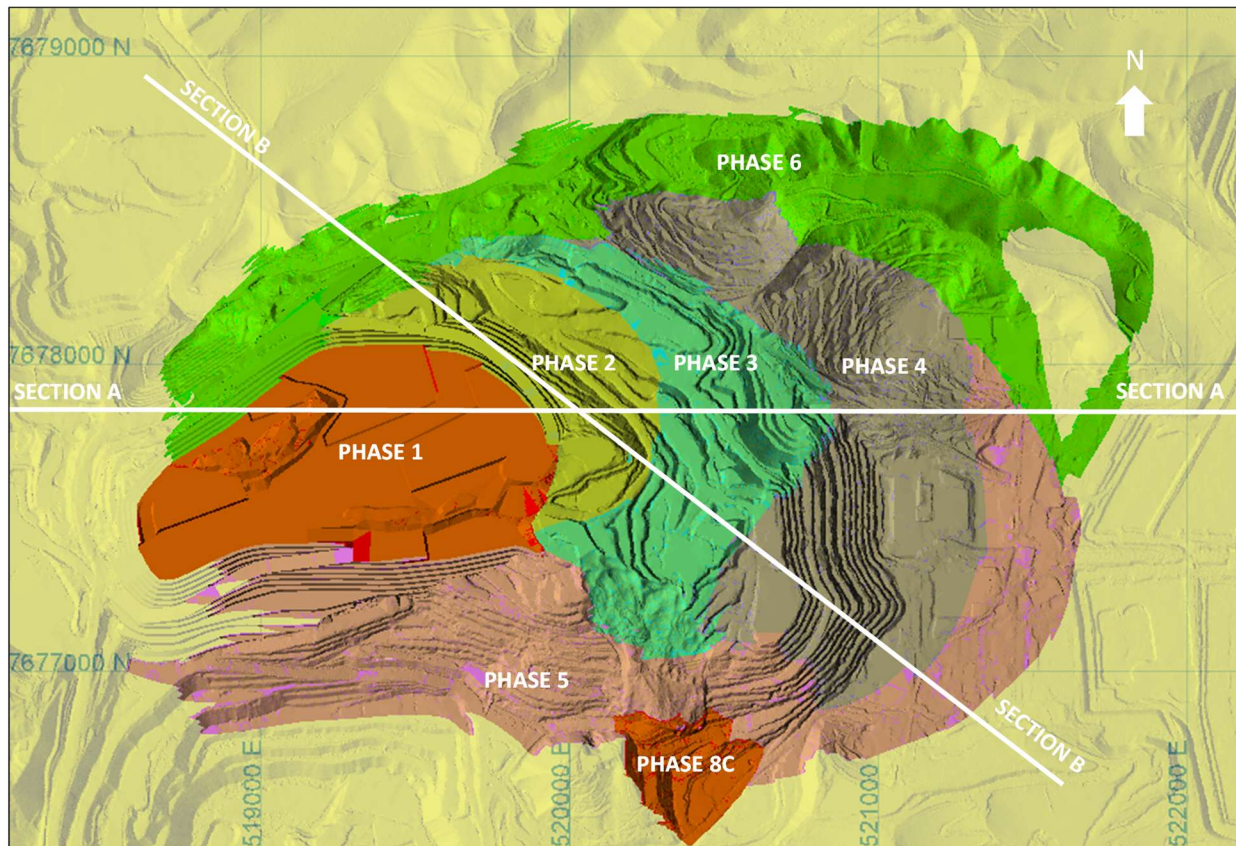 7679000 N
N
SECTION B
PHASE 6
7678000 N
PHASE 2
PHASE 3
PHASE 4
SECTION A
SECTION A
PHASE 1
7677000 N
PHASE 5
SECTION B
PHASE 8C
519000 E
520000 E
521000 E
522000 E